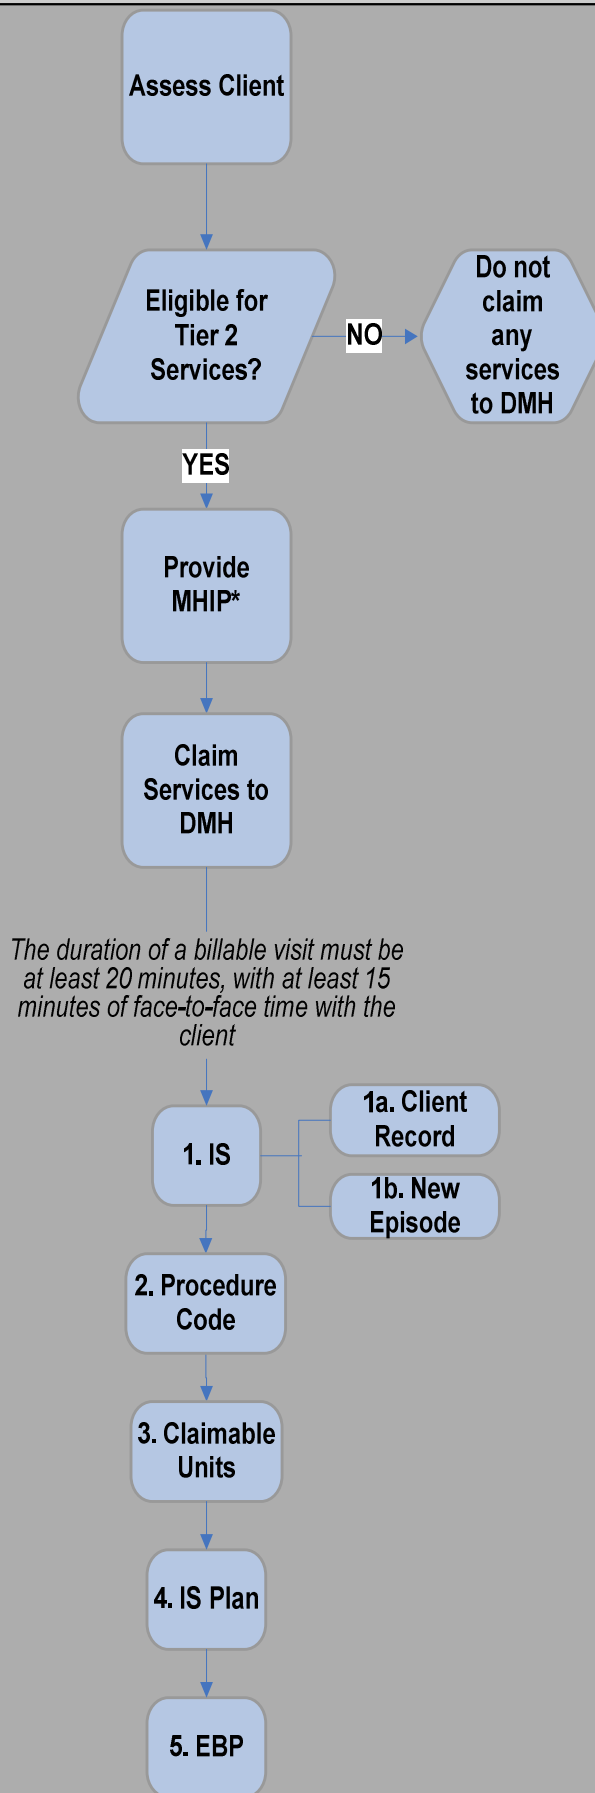 Assess Client
Eligible for
Tier 2
Services?
NO
Do not
claim
any
services
to DMH
YES
Provide
MHIP*
Claim
Services to
DMH
The duration of a billable visit must be
at least 20 minutes, with at least 15
minutes of face-to-face time with the
client
1. IS
1a. Client
Record
1b. New
Episode
2. Procedure
Code
3. Claimable
Units
4. IS Plan
5. EBP